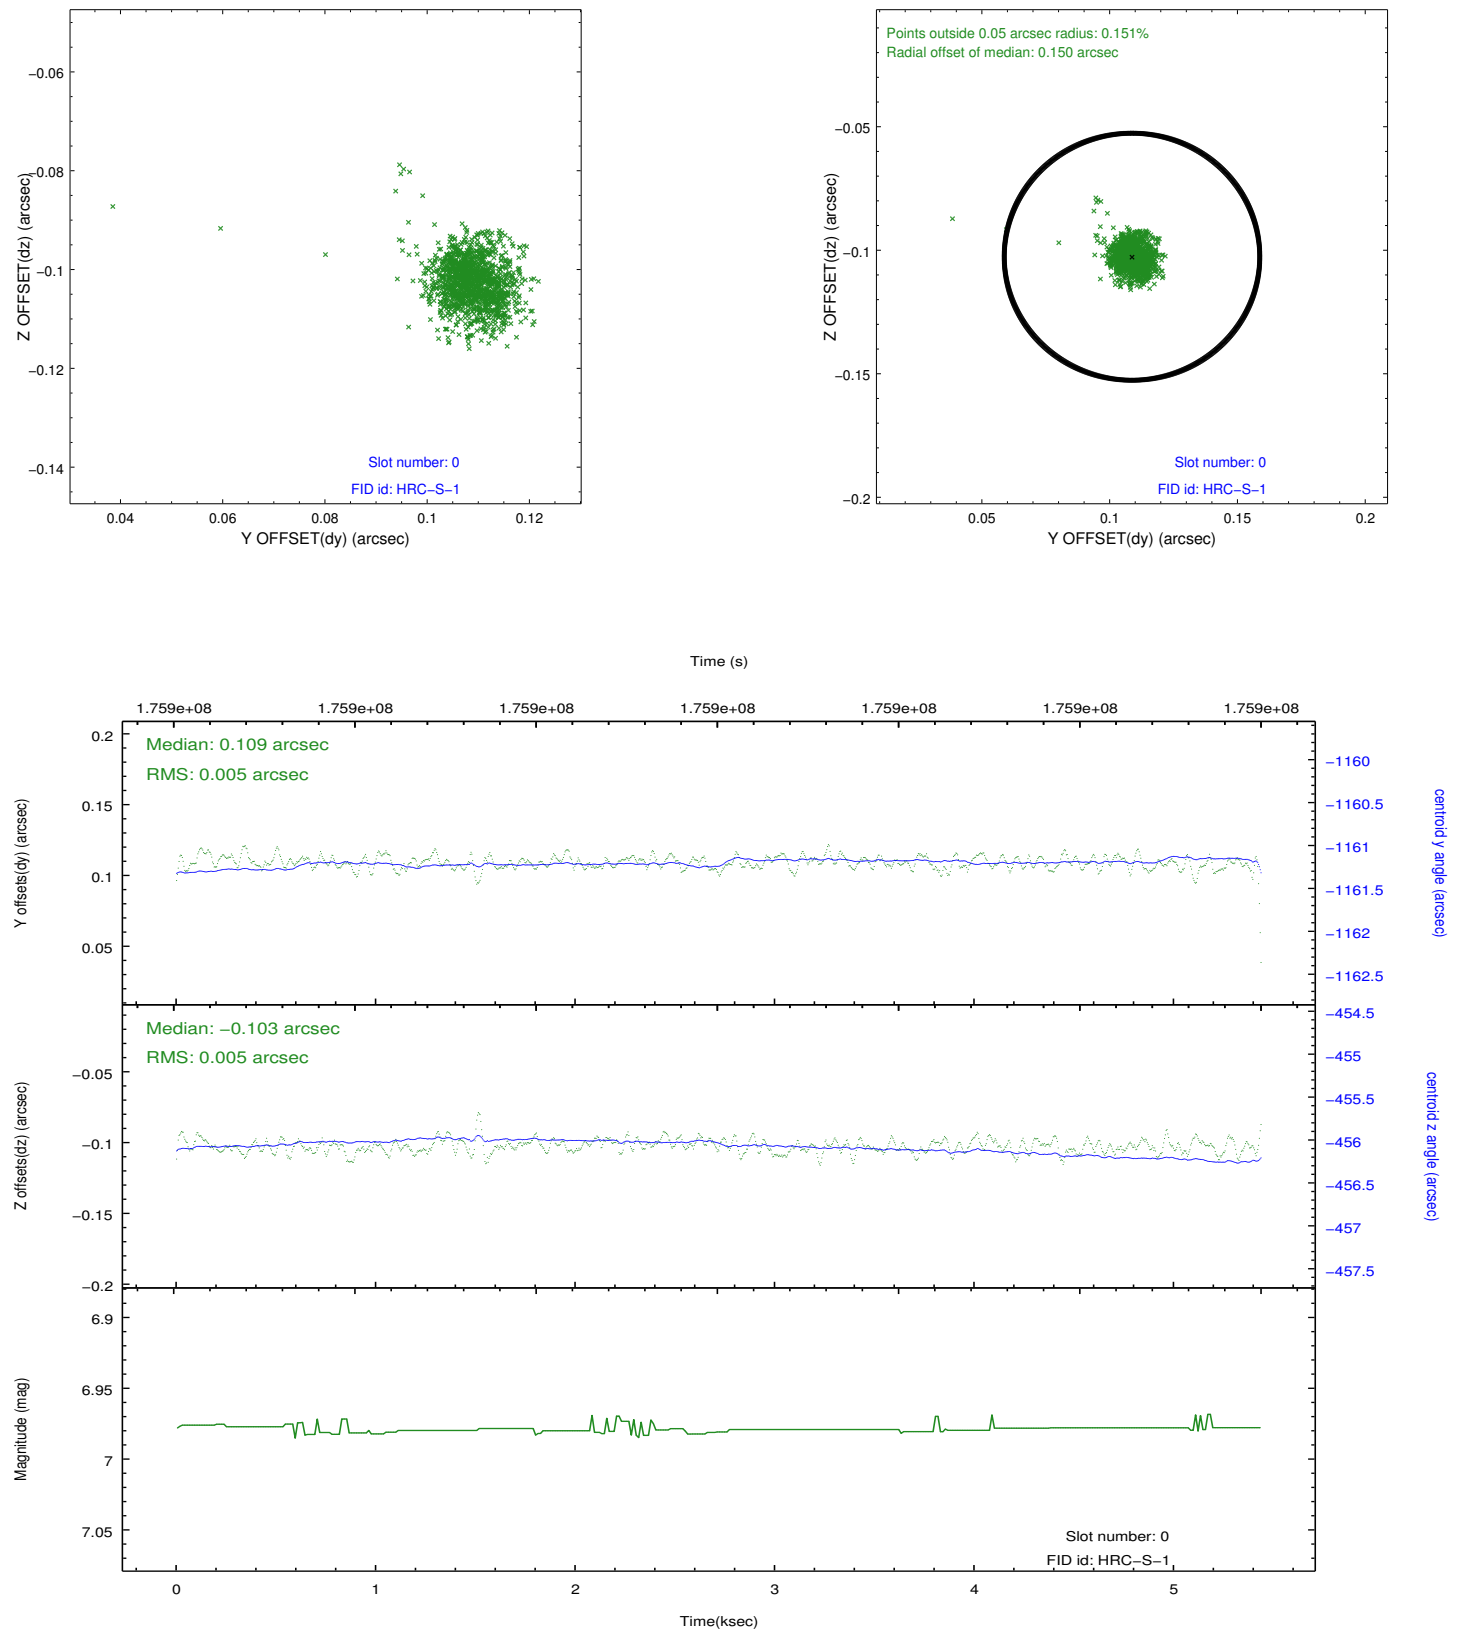 −0.06
−0.08
−0.1
−0.12
−0.14
Z OFFSET(dz) (arcsec)
Slot number: 0
FID id: HRC−S−1
0.04 0.06 0.08 0.1 0.12
Y OFFSET(dy) (arcsec)
Points outside 0.05 arcsec radius: 0.151%
Radial offset of median: 0.150 arcsec
−0.05
−0.1
−0.15
−0.2
Z OFFSET(dz) (arcsec)
Slot number: 0
FID id: HRC−S−1
0.05 0.1 0.15 0.2
Y OFFSET(dy) (arcsec)
Time (s)
1.759e+08 1.759e+08 1.759e+08 1.759e+08 1.759e+08 1.759e+08 1.759e+08
Median: 0.109 arcsec
RMS: 0.005 arcsec
0.2
0.15
0.1
0.05
Y offsets(dy) (arcsec)
−1160
−1160.5
−1161
−1161.5
−1162
−1162.5
centroid y angle (arcsec)
Median: −0.103 arcsec
RMS: 0.005 arcsec
−0.05
−0.1
−0.15
−0.2
Z offsets(dz) (arcsec)
−454.5
−455
−455.5
−456
−456.5
−457
−457.5
centroid z angle (arcsec)
6.9
6.95
7
7.05
Magnitude (mag)
Slot number: 0
FID id: HRC−S−1
0 1 2 3 4 5
Time(ksec)